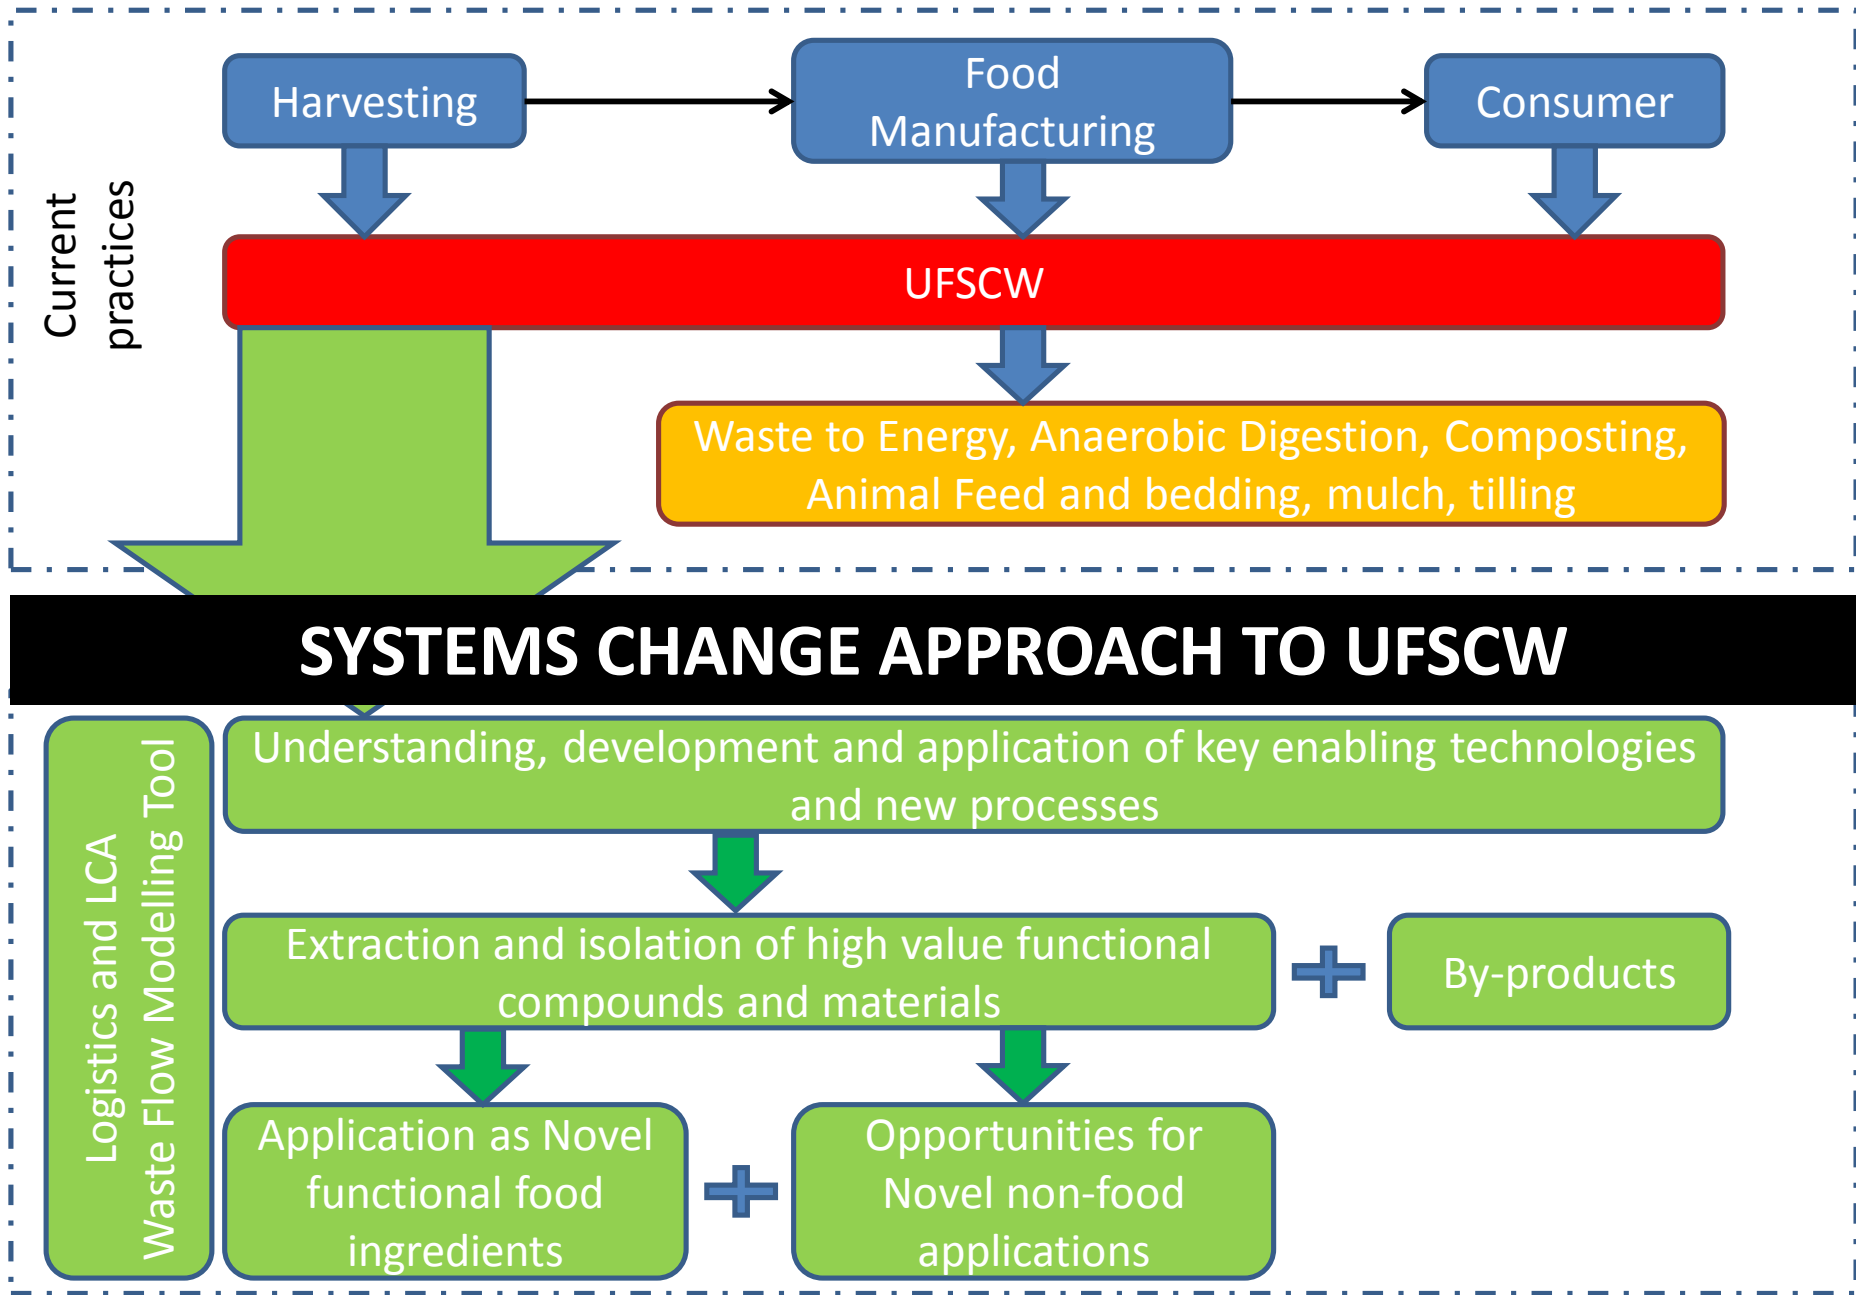 Harvesting
Food
Manufacturing
Consumer
Current
practices
UFSCW
Waste to Energy, Anaerobic Digestion, Composting,
Animal Feed and bedding, mulch, tilling
SYSTEMS CHANGE APPROACH TO UFSCW
Logistics and LCA
Waste Flow Modelling Tool
Understanding, development and application of key enabling technologies
and new processes
Extraction and isolation of high value functional
compounds and materials
By-products
Application as Novel
functional food
ingredients
Opportunities for
Novel non-food
applications